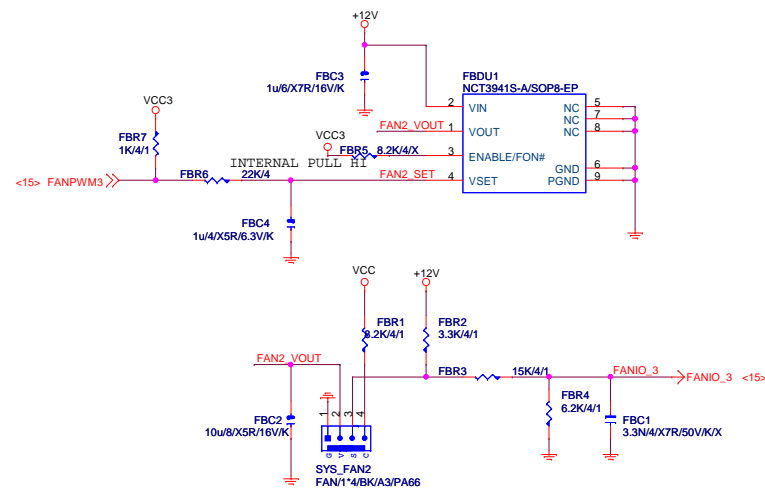 +12V
FBC3
1u/6/X7R/16V/K
FBDU1
NCT3941S-A/SOP8-EP
VCC3
FBR7
1K/4/1
2 VIN NC 5
NC 7
FAN2_VOUT 1 VOUT NC 8
VCC3
FBR5 8.2K/4/X 3 ENABLE/FON#
INTERNAL PULL HI
GND 6
<15> FANPWM3 FBR6 22K/4 FAN2_SET 4 VSET PGND 9
FBC4
1u/4/X5R/6.3V/K
VCC +12V
FBR1
8.2K/4/1
FBR2
3.3K/4/1
FAN2_VOUT
FBR3 15K/4/1 FANIO_3 FANIO_3 <15>
FBR4
6.2K/4/1
FBC1
3.3N/4/X7R/50V/K/X
FBC2
10u/8/X5R/16V/K
1 2 3 4
G V S C
SYS_FAN2
FAN/1*4/BK/A3/PA66